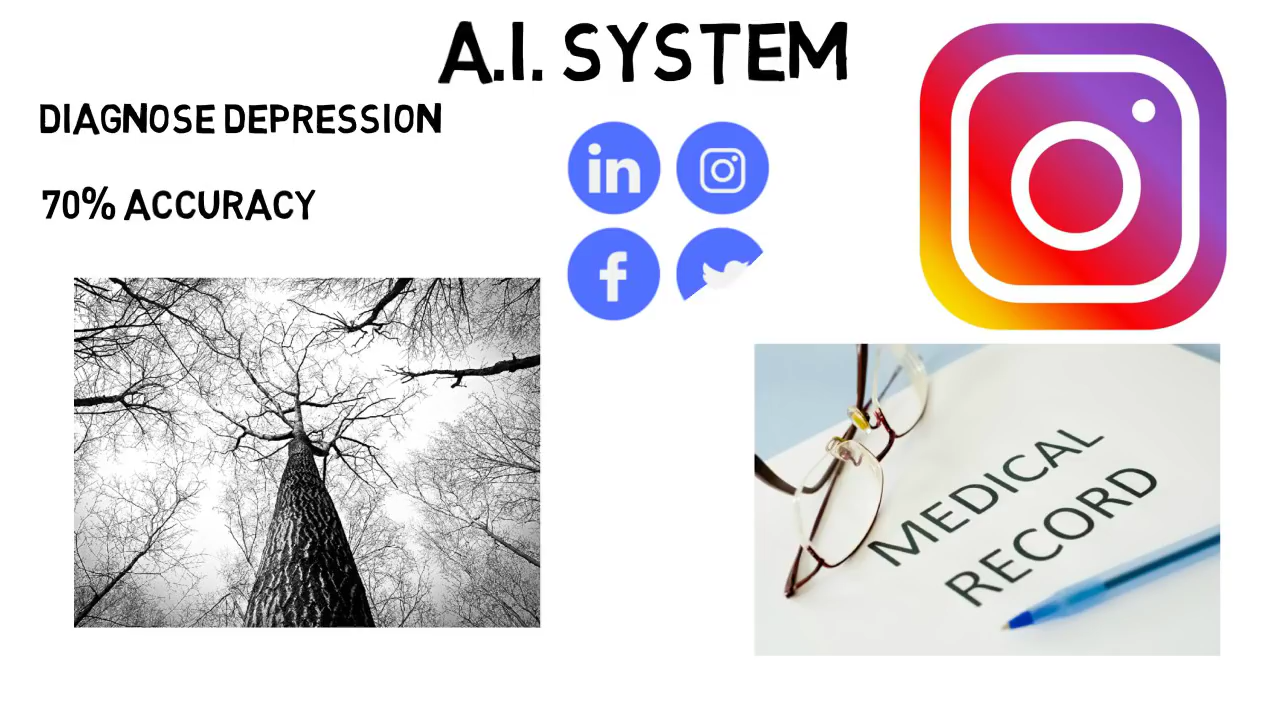 A.I. SYSTEM
DIAGNOSE DEPRESSION
70% ACCURACY
in
f
MEDICAL
RECORD